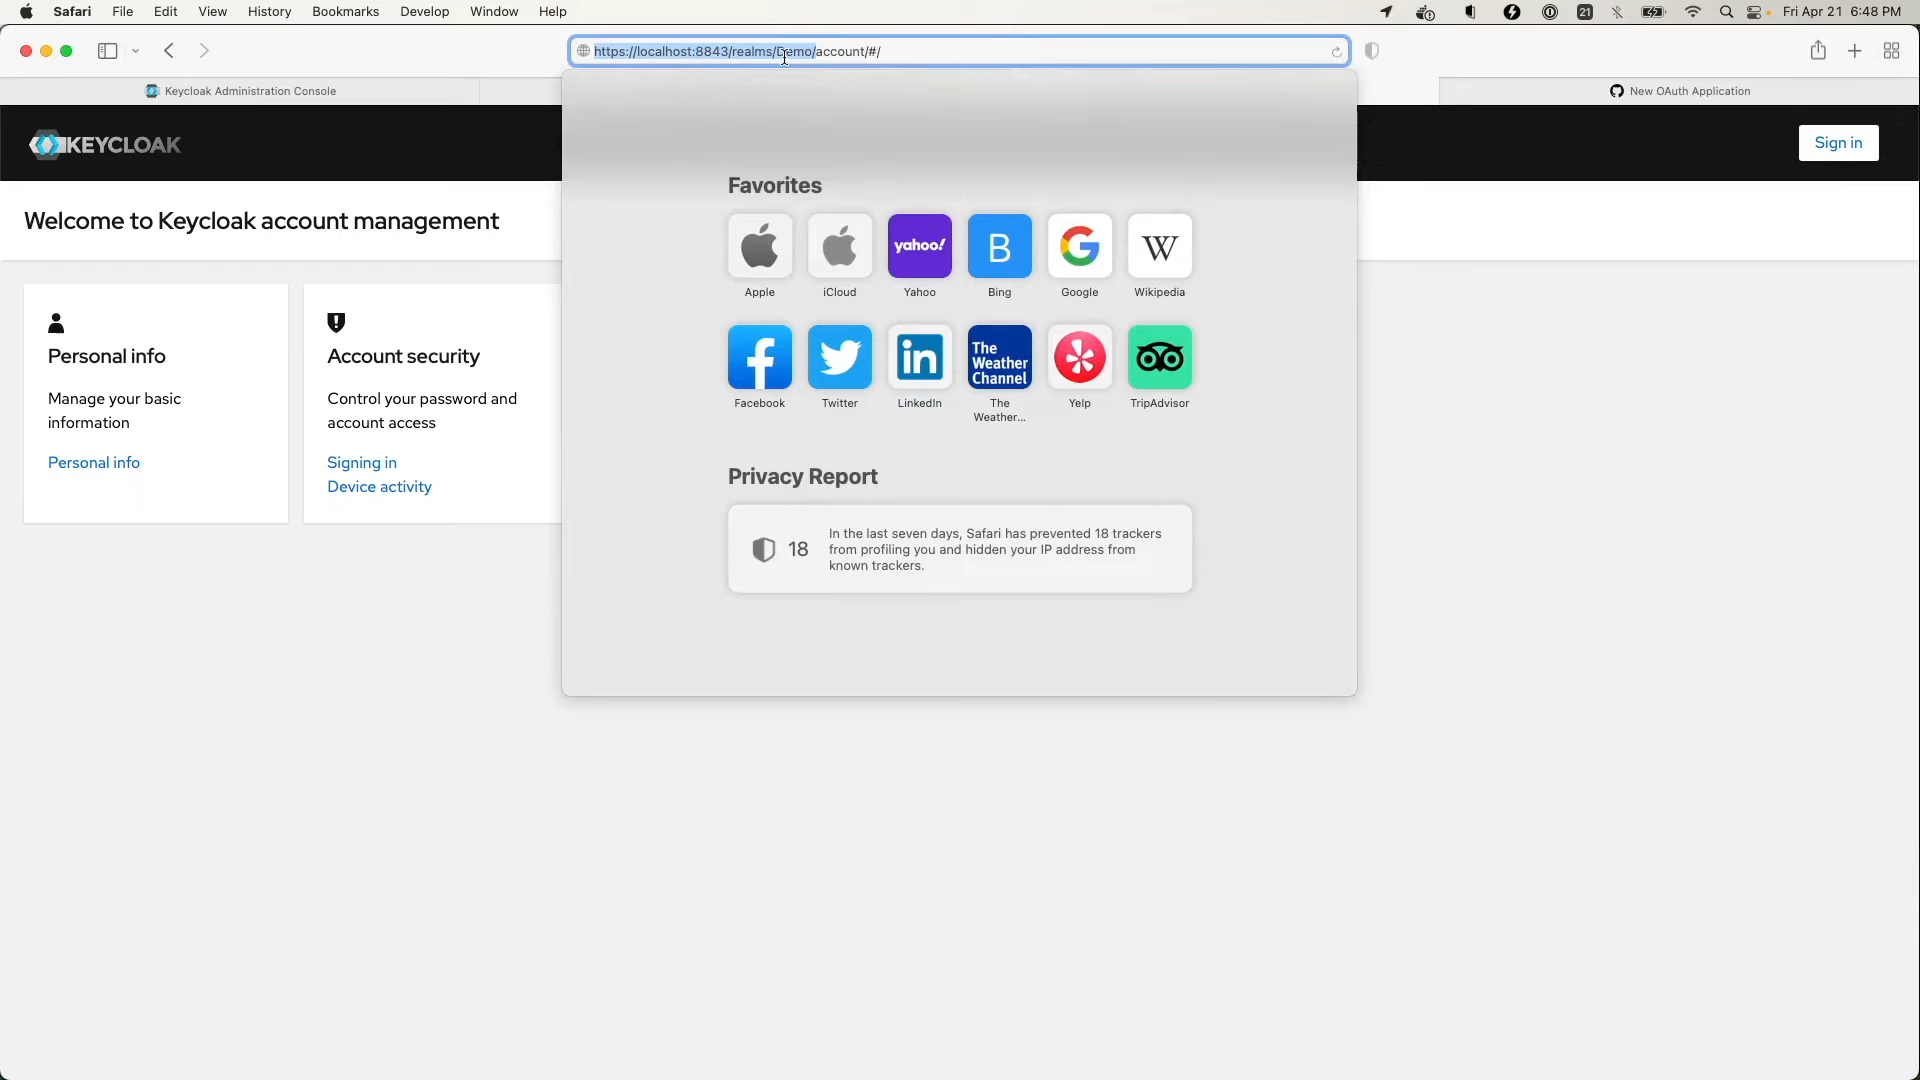 Safari File Edit View History Bookmarks Develop Window Help
21 Fri Apr 21 6:48 PM
https://localhost:8843/realms/Demo/account/#/
Keycloak Administration Console
New OAuth Application
KEYCLOAK
Sign in
Welcome to Keycloak account management
Personal info
Manage your basic
information
Personal info
Account security
Control your password and
account access
Signing in
Device activity
Favorites
yahoo!
B
G
W
Apple iCloud Yahoo Bing Google Wikipedia
f
in
The
Weather
Channel
Facebook Twitter LinkedIn The Yelp TripAdvisor
Weather...
Privacy Report
18
In the last seven days, Safari has prevented 18 trackers
from profiling you and hidden your IP address from
known trackers.